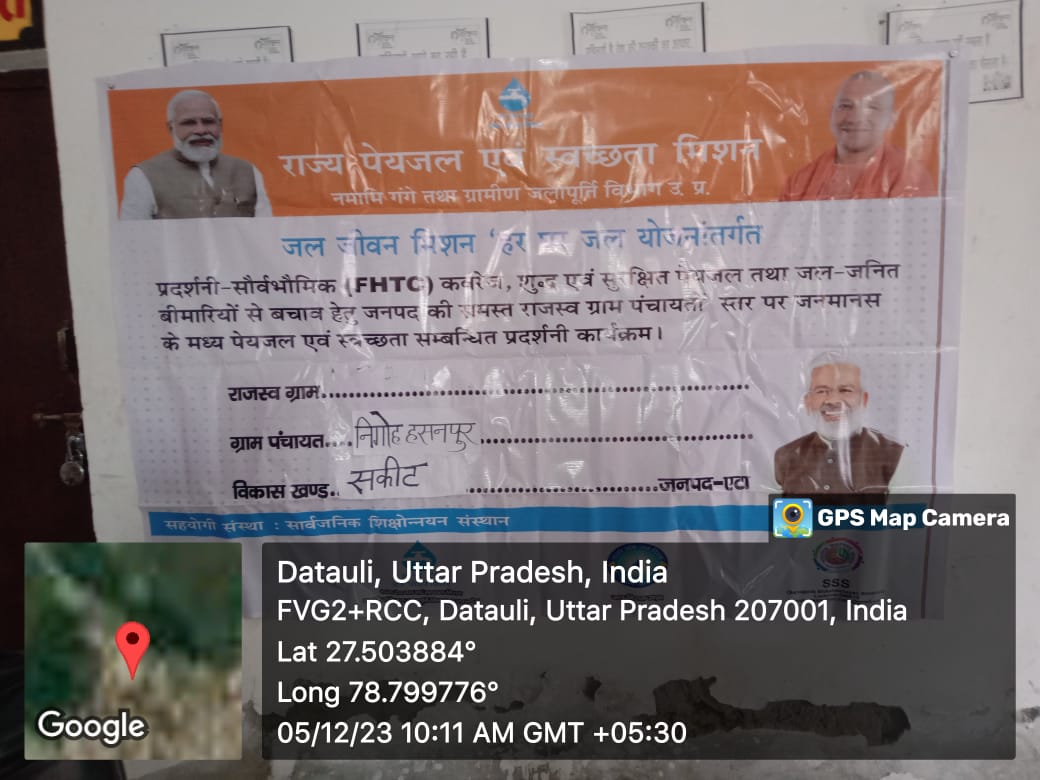 राज्य पेयजल एवं स्वच्छता मिशन
नमामि गंगे तथा ग्रामीण जलापूर्ति विभाग उ. प्र.
जल जीवन मिशन 'हर घर जल योजनांतर्गत
प्रदर्शनी-सौर्वभौमिक (FHTC) कवरेज, शुद्ध एवं सुरक्षित पेयजल तथा जल-जनित
बीमारियों से बचाव हेतु जनपद की समस्त राजस्व ग्राम पंचायतों स्तर पर जनमानस
के मध्य पेयजल एवं स्वच्छता सम्बन्धित प्रदर्शनी कार्यक्रम।
राजस्व ग्राम
ग्राम पंचायत निगोह हसनपुर
विकास खण्ड सकीट जनपद-एटा
सहयोगी संस्था : सार्वजनिक शिक्षोन्नयन संस्थान
SSS
GPS Map Camera
Datauli, Uttar Pradesh, India
FVG2+RCC, Datauli, Uttar Pradesh 207001, India
Lat 27.503884°
Long 78.799776°
05/12/23 10:11 AM GMT +05:30
Google